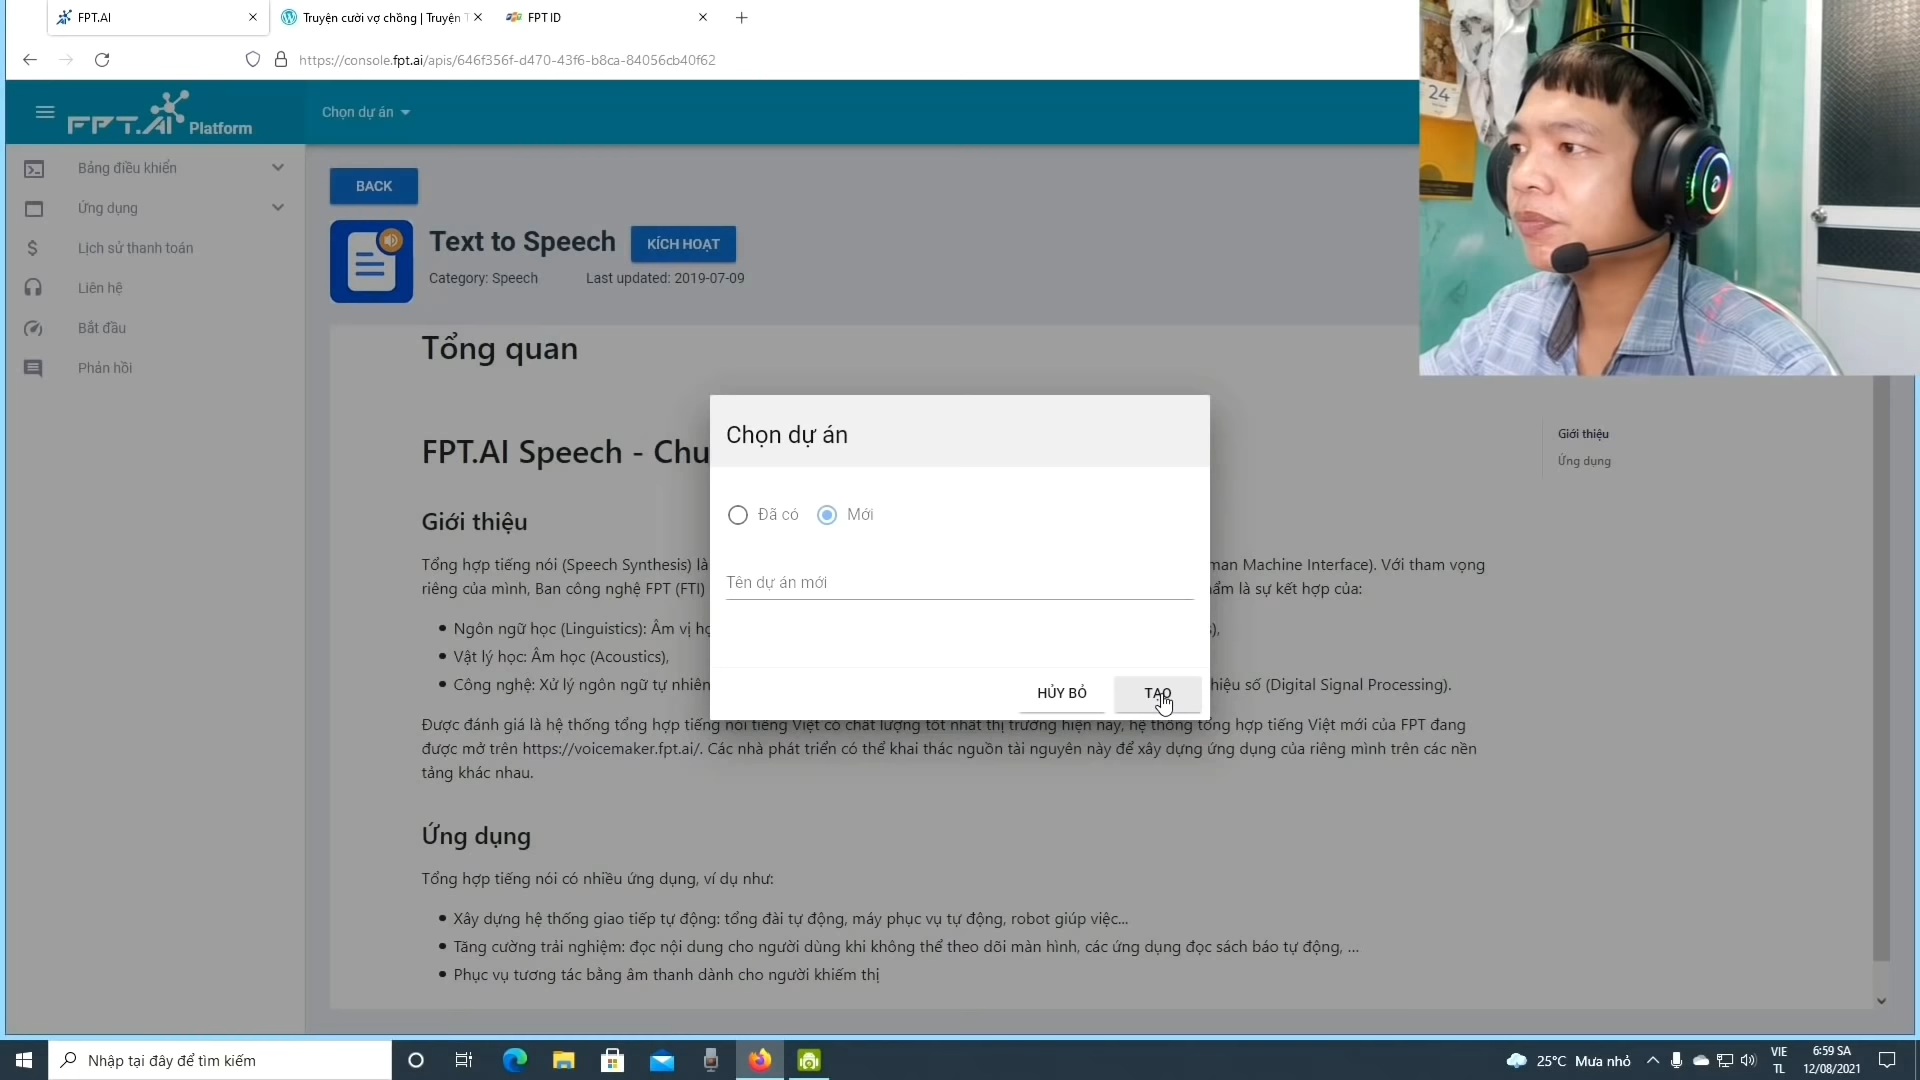 FPT.AI
Truyện cười vợ chồng | Truyện T
FPT ID
https://console.fpt.ai/apis/646f356f-d470-43f6-b8ca-84056cb40f62
FPT.AI Platform
Chọn dự án
24
Bảng điều khiển
Ứng dụng
Lịch sử thanh toán
Liên hệ
Bắt đầu
Phản hồi
BACK
Text to Speech
KÍCH HOẠT
Category: Speech
Last updated: 2019-07-09
Tổng quan
FPT.AI Speech - Chu
Giới thiệu
Ứng dụng
Giới thiệu
Tổng hợp tiếng nói (Speech Synthesis) là
man Machine Interface). Với tham vọng
riêng của mình, Ban công nghệ FPT (FTI)
ẩm là sự kết hợp của:
Ngôn ngữ học (Linguistics): Âm vị họ
),
Vật lý học: Âm học (Acoustics),
Công nghệ: Xử lý ngôn ngữ tự nhiên
hiệu số (Digital Signal Processing).
Được đánh giá là hệ thống tổng hợp tiếng nói tiếng Việt có chất lượng tốt nhất thị trường hiện nay, hệ thống tổng hợp tiếng Việt mới của FPT đang
được mở trên https://voicemaker.fpt.ai/. Các nhà phát triển có thể khai thác nguồn tài nguyên này để xây dựng ứng dụng của riêng mình trên các nền
tảng khác nhau.
Chọn dự án
Đã có
Mới
Tên dự án mới
HỦY BỎ
TẠO
Ứng dụng
Tổng hợp tiếng nói có nhiều ứng dụng, ví dụ như:
Xây dựng hệ thống giao tiếp tự động: tổng đài tự động, máy phục vụ tự động, robot giúp việc...
Tăng cường trải nghiệm: đọc nội dung cho người dùng khi không thể theo dõi màn hình, các ứng dụng đọc sách báo tự động, ...
Phục vụ tương tác bằng âm thanh dành cho người khiếm thị
Nhập tại đây để tìm kiếm
25°C Mưa nhỏ
VIE
TL
6:59 SA
12/08/2021